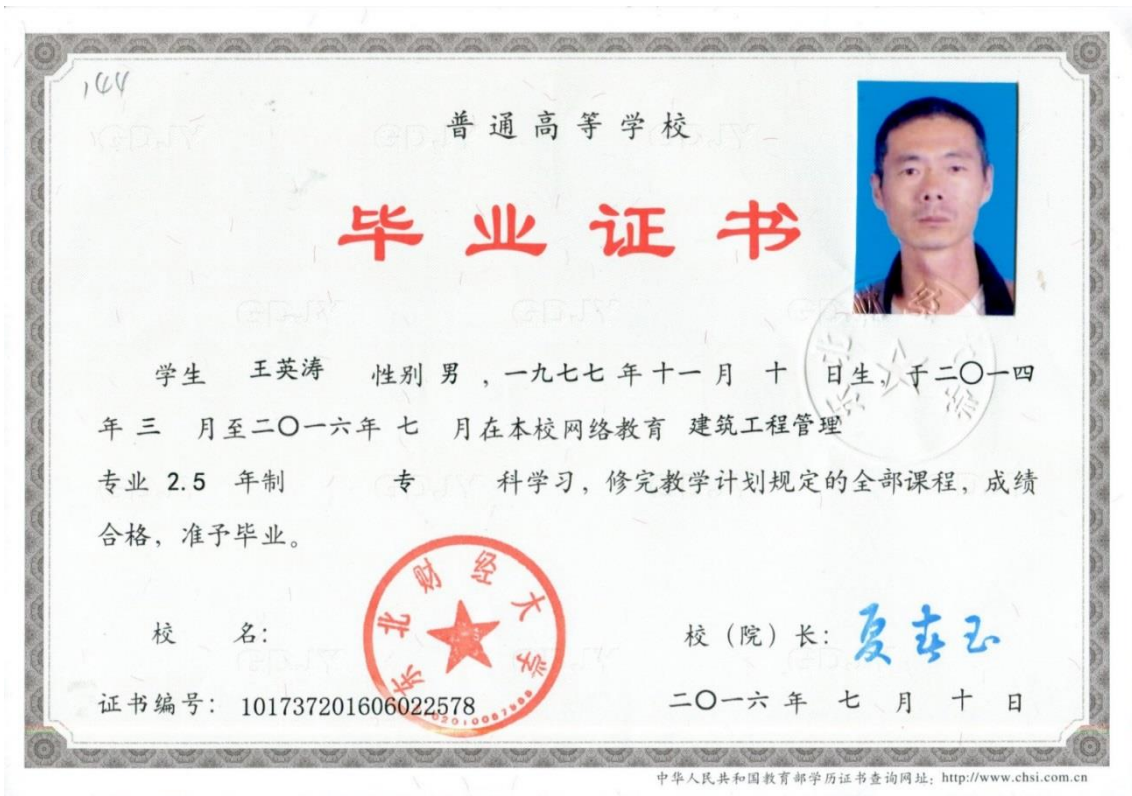 144
普通高等学校
毕业证书
学生 王英涛 性别 男 ，一九七七 年 十一 月 十 日生，于二〇一四
年 三 月至二〇一六年 七 月在本校网络教育 建筑工程管理
专业 2.5 年制 专 科学习，修完教学计划规定的全部课程，成绩
合格，准予毕业。
东北财经大学
校 名：
校（院）长：夏春玉
证书编号：101737201606022578
二〇一六 年 七 月 十 日
中华人民共和国教育部学历证书查询网址：http://www.chsi.com.cn